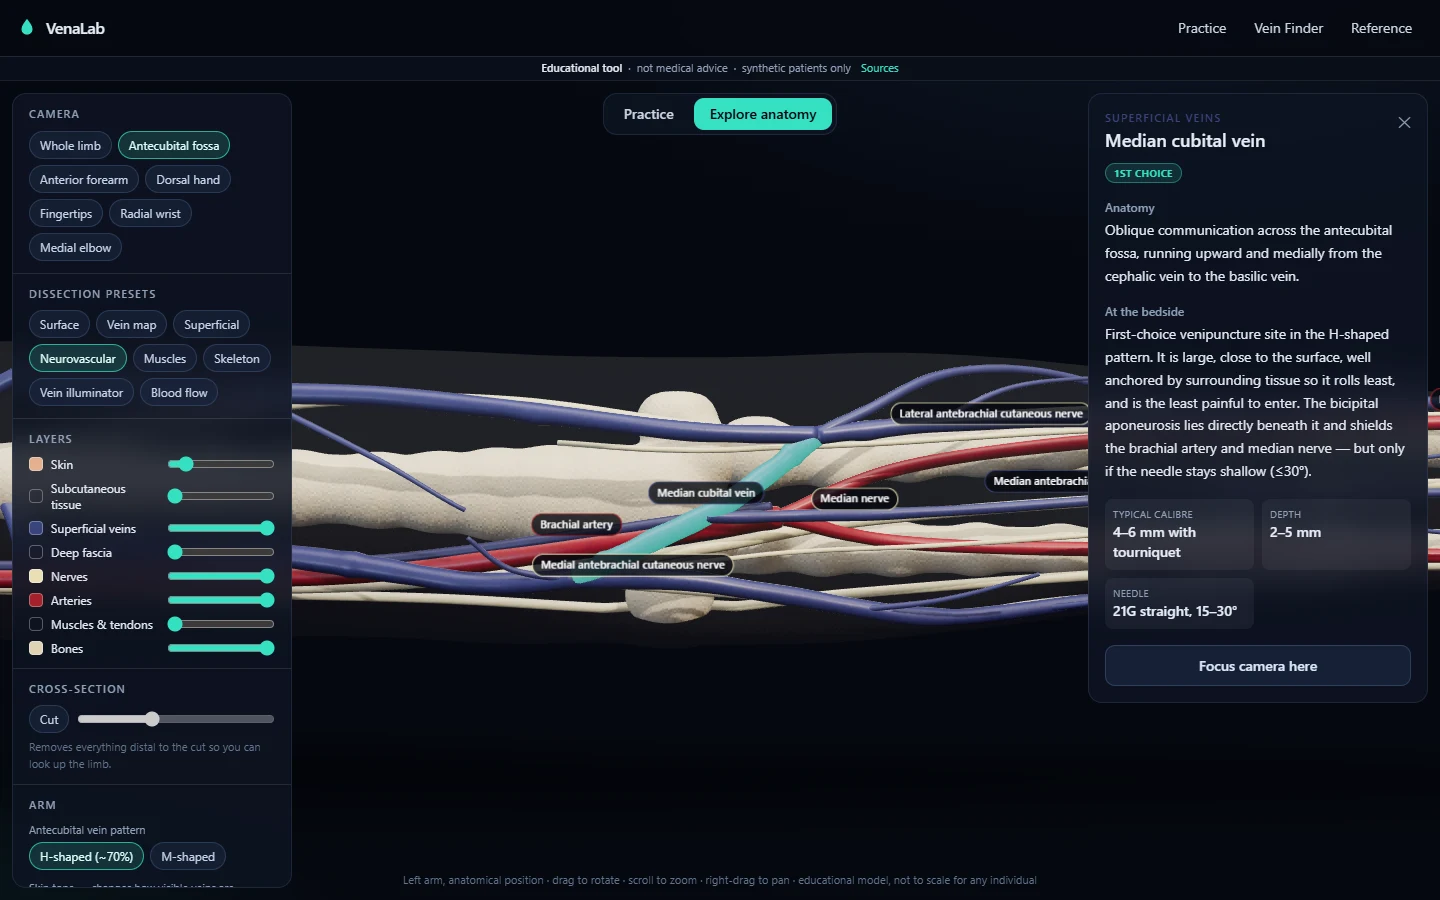 VenaLab
Practice
Vein Finder
Reference
Educational tool · not medical advice · synthetic patients only Sources
CAMERA
Whole limb
Antecubital fossa
Anterior forearm
Dorsal hand
Fingertips
Radial wrist
Medial elbow
DISSECTION PRESETS
Surface
Vein map
Superficial
Neurovascular
Muscles
Skeleton
Vein illuminator
Blood flow
LAYERS
Skin
Subcutaneous
tissue
Superficial veins
Deep fascia
Nerves
Arteries
Muscles & tendons
Bones
CROSS-SECTION
Cut
Removes everything distal to the cut so you can
look up the limb.
ARM
Antecubital vein pattern
H-shaped (~70%)
M-shaped
Practice
Explore anatomy
Lateral antebrachial cutaneous nerve
Median antebrachi
Median cubital vein
Median nerve
Brachial artery
Medial antebrachial cutaneous nerve
Left arm, anatomical position · drag to rotate · scroll to zoom · right-drag to pan · educational model, not to scale for any individual
SUPERFICIAL VEINS
Median cubital vein
1ST CHOICE
Anatomy
Oblique communication across the antecubital
fossa, running upward and medially from the
cephalic vein to the basilic vein.
At the bedside
First-choice venipuncture site in the H-shaped
pattern. It is large, close to the surface, well
anchored by surrounding tissue so it rolls least,
and is the least painful to enter. The bicipital
aponeurosis lies directly beneath it and shields
the brachial artery and median nerve — but only
if the needle stays shallow (≤30°).
TYPICAL CALIBRE
4–6 mm with
tourniquet
DEPTH
2–5 mm
NEEDLE
21G straight, 15–30°
Focus camera here